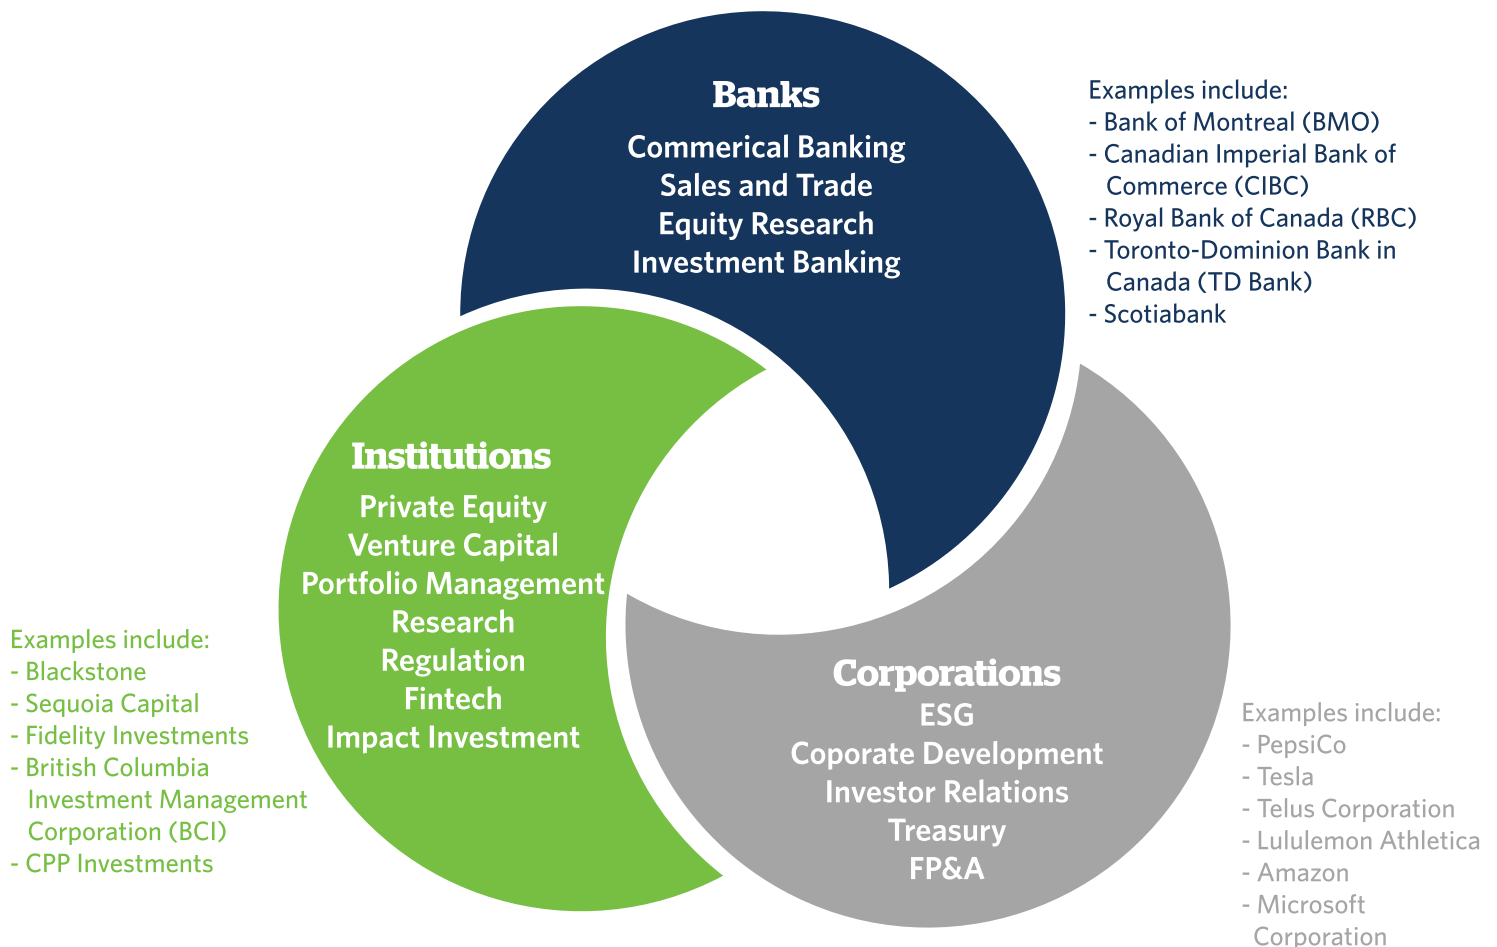 Banks
Commerical Banking
Sales and Trade
Equity Research
Investment Banking
Examples include:
- Bank of Montreal (BMO)
- Canadian Imperial Bank of
Commerce (CIBC)
- Royal Bank of Canada (RBC)
- Toronto-Dominion Bank in
Canada (TD Bank)
- Scotiabank
Institutions
Private Equity
Venture Capital
Portfolio Management
Research
Regulation
Fintech
Impact Investment
Examples include:
- Blackstone
- Sequoia Capital
- Fidelity Investments
- British Columbia
Investment Management
Corporation (BCI)
- CPP Investments
Corporations
ESG
Coporate Development
Investor Relations
Treasury
FP&A
Examples include:
- PepsiCo
- Tesla
- Telus Corporation
- Lululemon Athletica
- Amazon
- Microsoft
Corporation